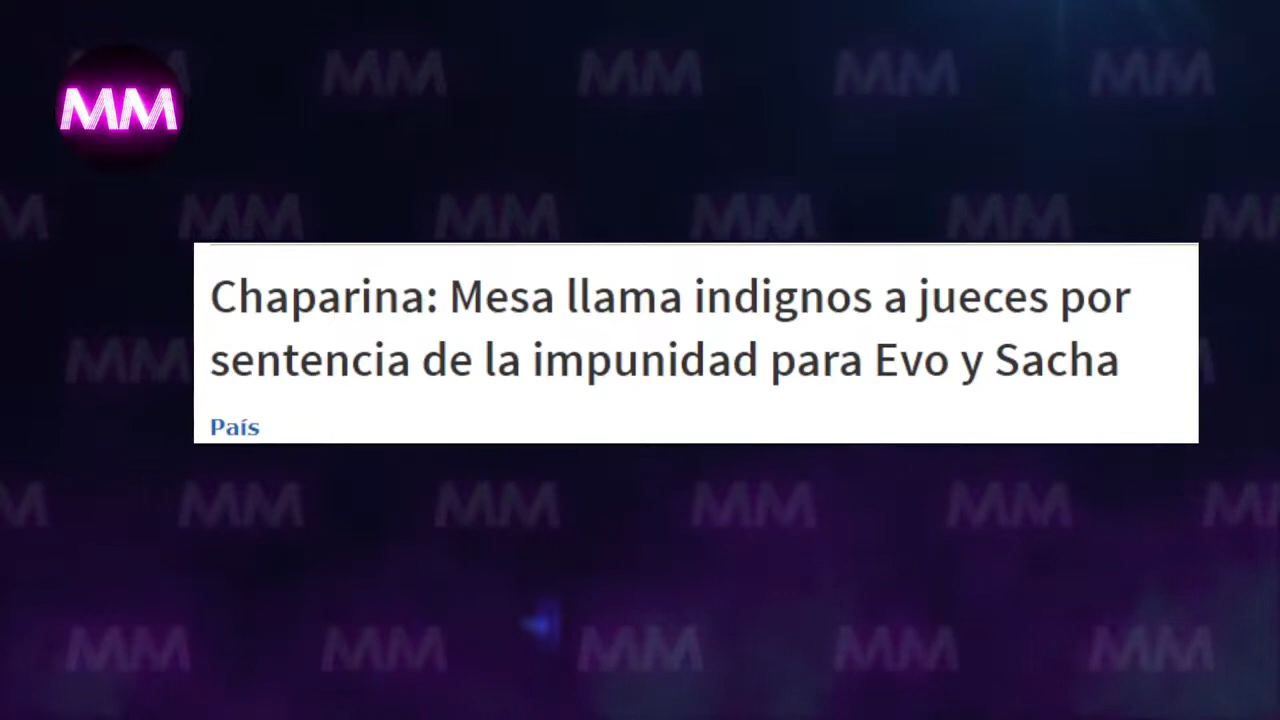 MM
Chaparina: Mesa llama indignos a jueces por
sentencia de la impunidad para Evo y Sacha
País